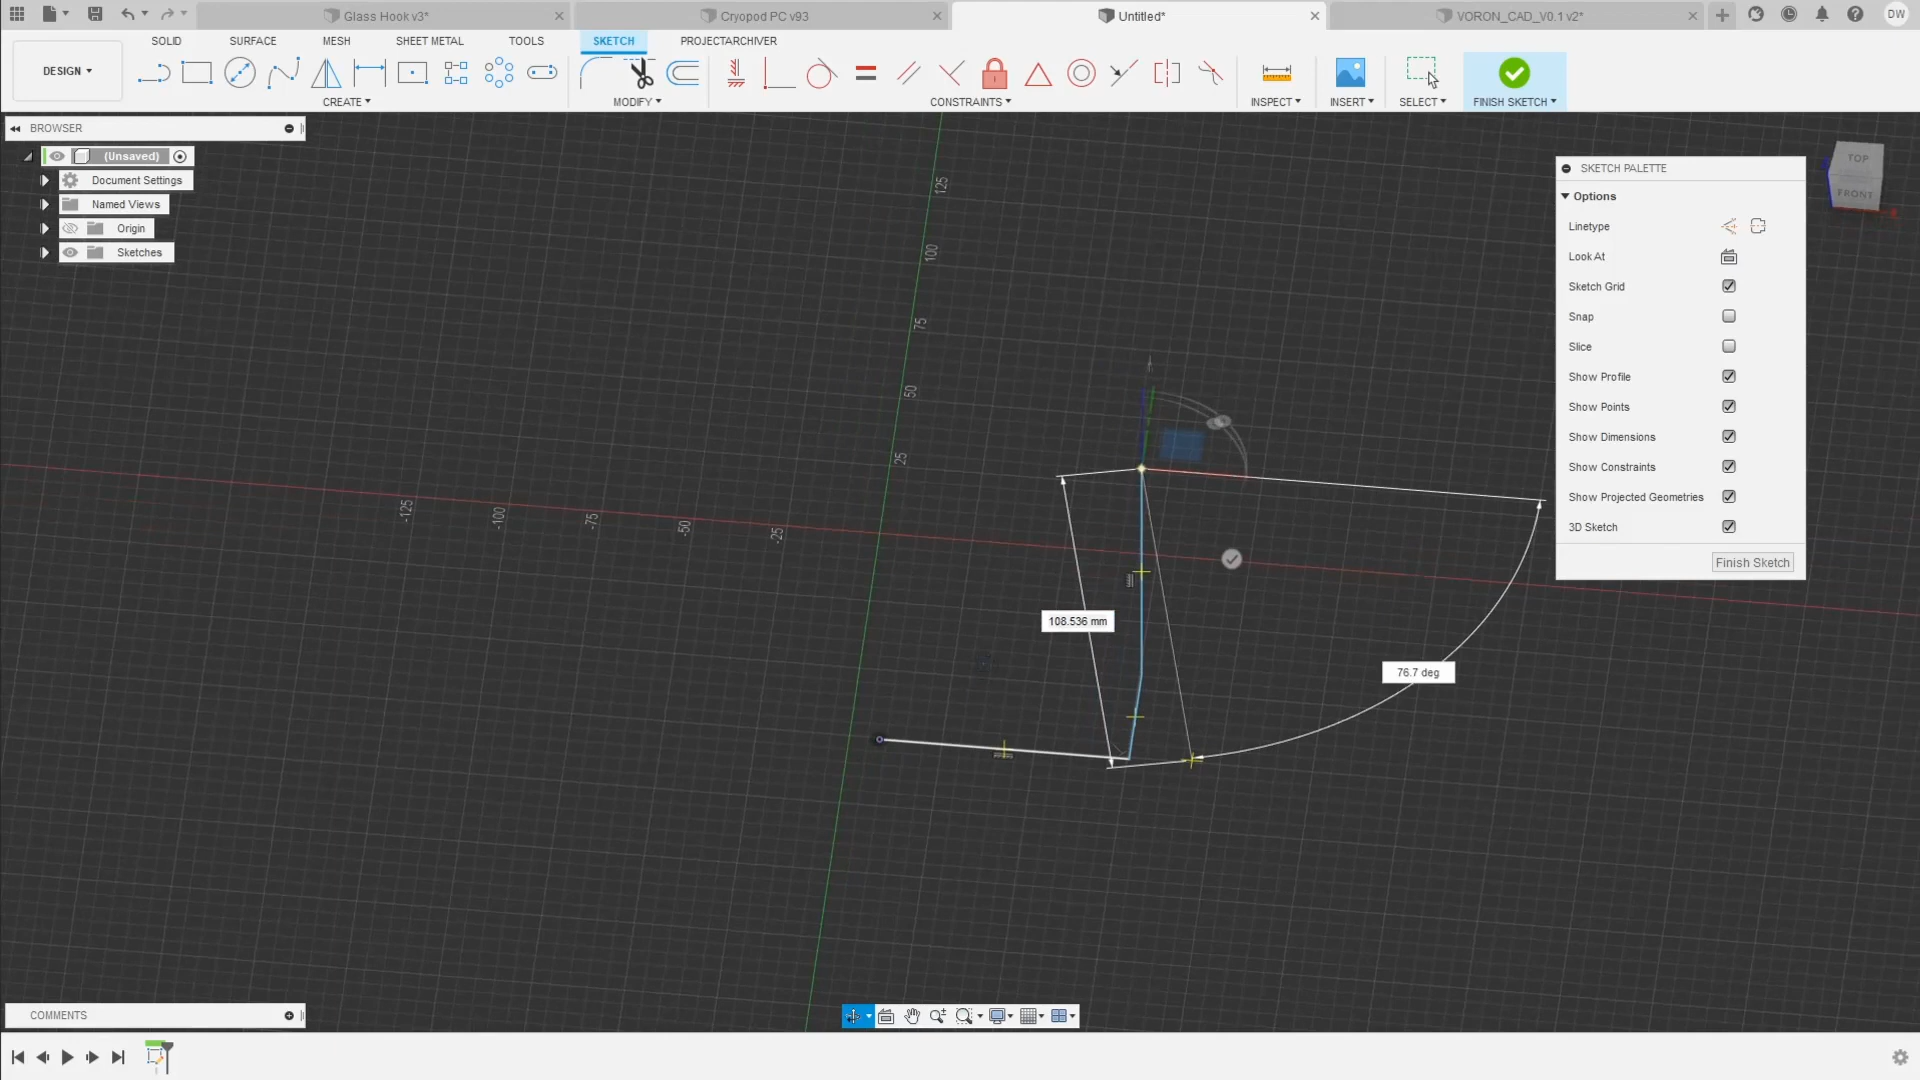 Glass Hook v3*
Cryopod PC v93
Untitled*
VORON_CAD_V0.1 v2*
DW
SOLID
SURFACE
MESH
SHEET METAL
TOOLS
SKETCH
PROJECTARCHIVER
DESIGN
CREATE
MODIFY
CONSTRAINTS
INSPECT
INSERT
SELECT
FINISH SKETCH
BROWSER
(Unsaved)
Document Settings
Named Views
Origin
Sketches
TOP
FRONT
SKETCH PALETTE
Options
Linetype
Look At
Sketch Grid
Snap
Slice
Show Profile
Show Points
Show Dimensions
Show Constraints
Show Projected Geometries
3D Sketch
Finish Sketch
125
100
75
50
25
-125
-100
-75
-50
-25
108.536 mm
76.7 deg
COMMENTS